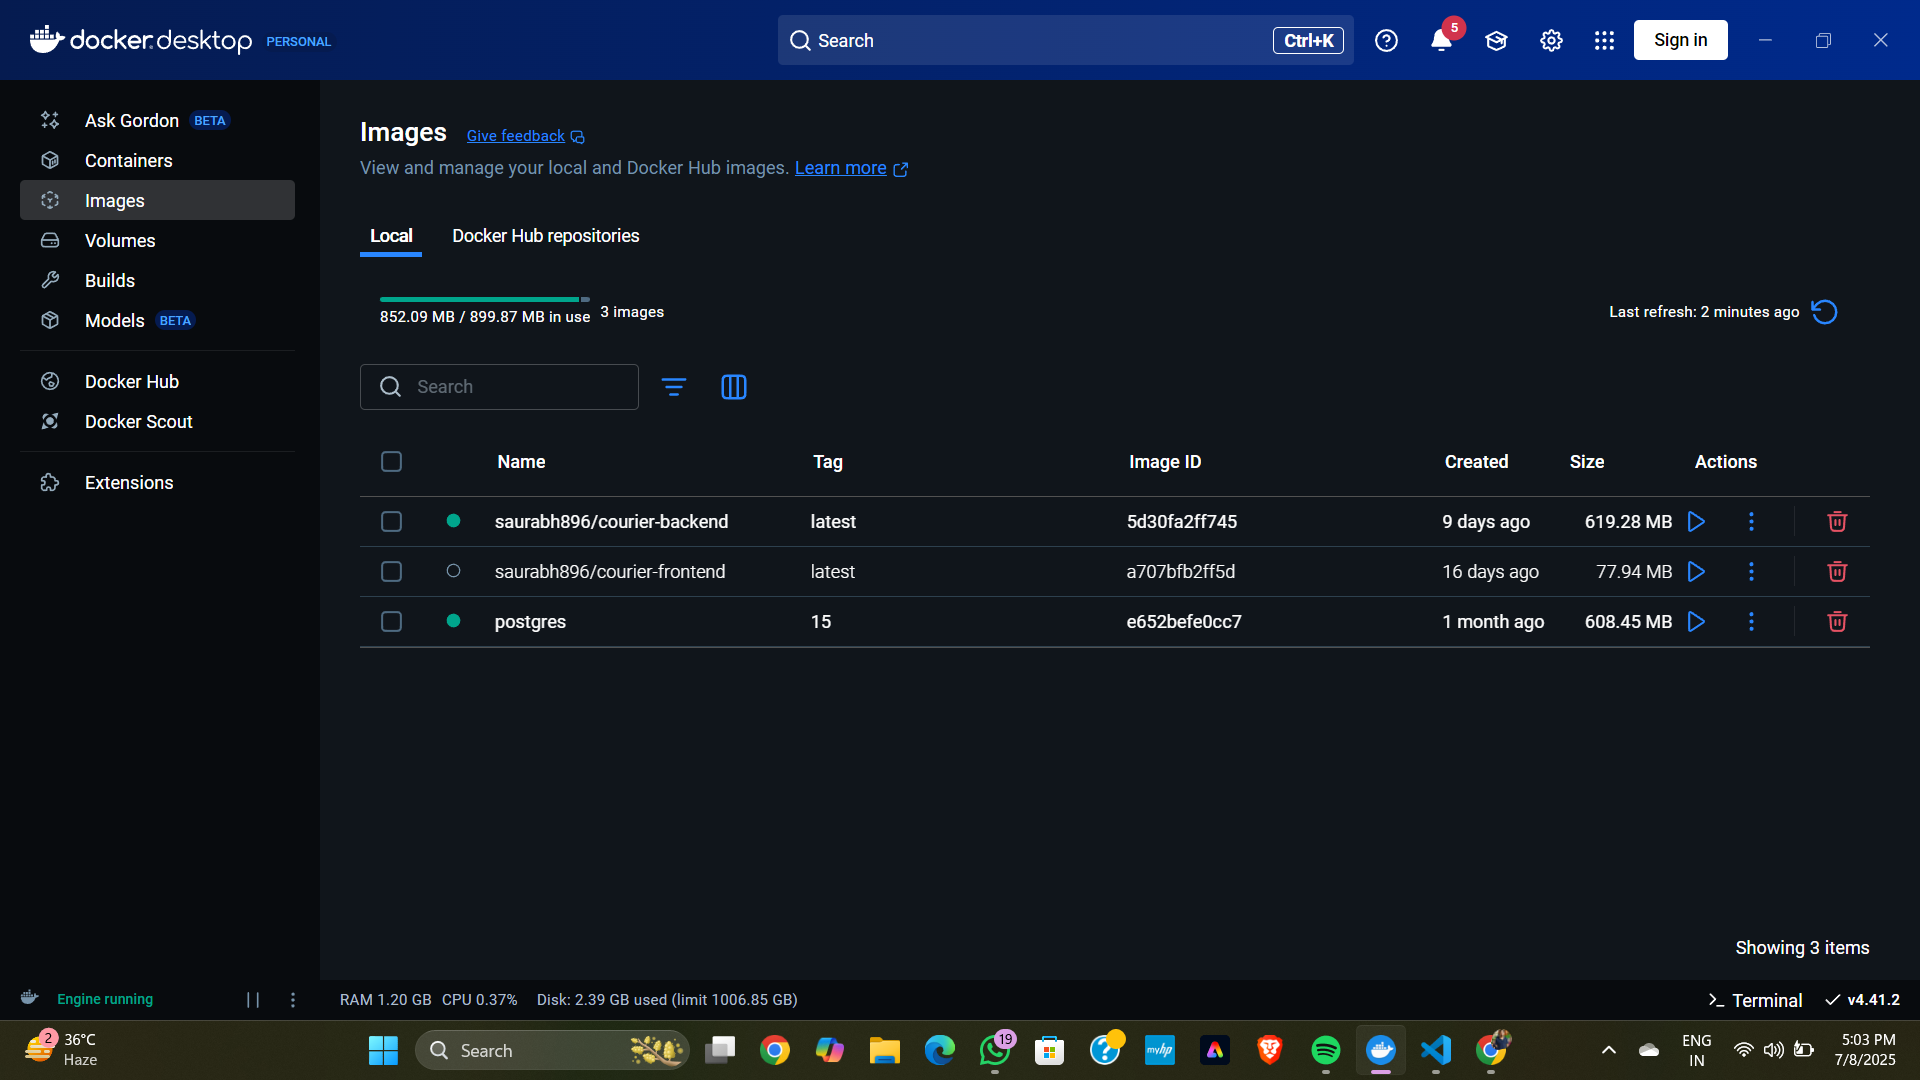 docker.desktop PERSONAL
Search Ctrl+K
5
Sign in
Ask Gordon BETA
Containers
Images
Volumes
Builds
Models BETA
Docker Hub
Docker Scout
Extensions
Images Give feedback
View and manage your local and Docker Hub images. Learn more
Local Docker Hub repositories
852.09 MB / 899.87 MB in use 3 images
Last refresh: 2 minutes ago
Search
Name Tag Image ID Created Size Actions
saurabh896/courier-backend latest 5d30fa2ff745 9 days ago 619.28 MB
saurabh896/courier-frontend latest a707bfb2ff5d 16 days ago 77.94 MB
postgres 15 e652befe0cc7 1 month ago 608.45 MB
Showing 3 items
Engine running
RAM 1.20 GB CPU 0.37% Disk: 2.39 GB used (limit 1006.85 GB)
Terminal v4.41.2
2
36°C
Haze
Search
19
myhp
ENG
IN
5:03 PM
7/8/2025